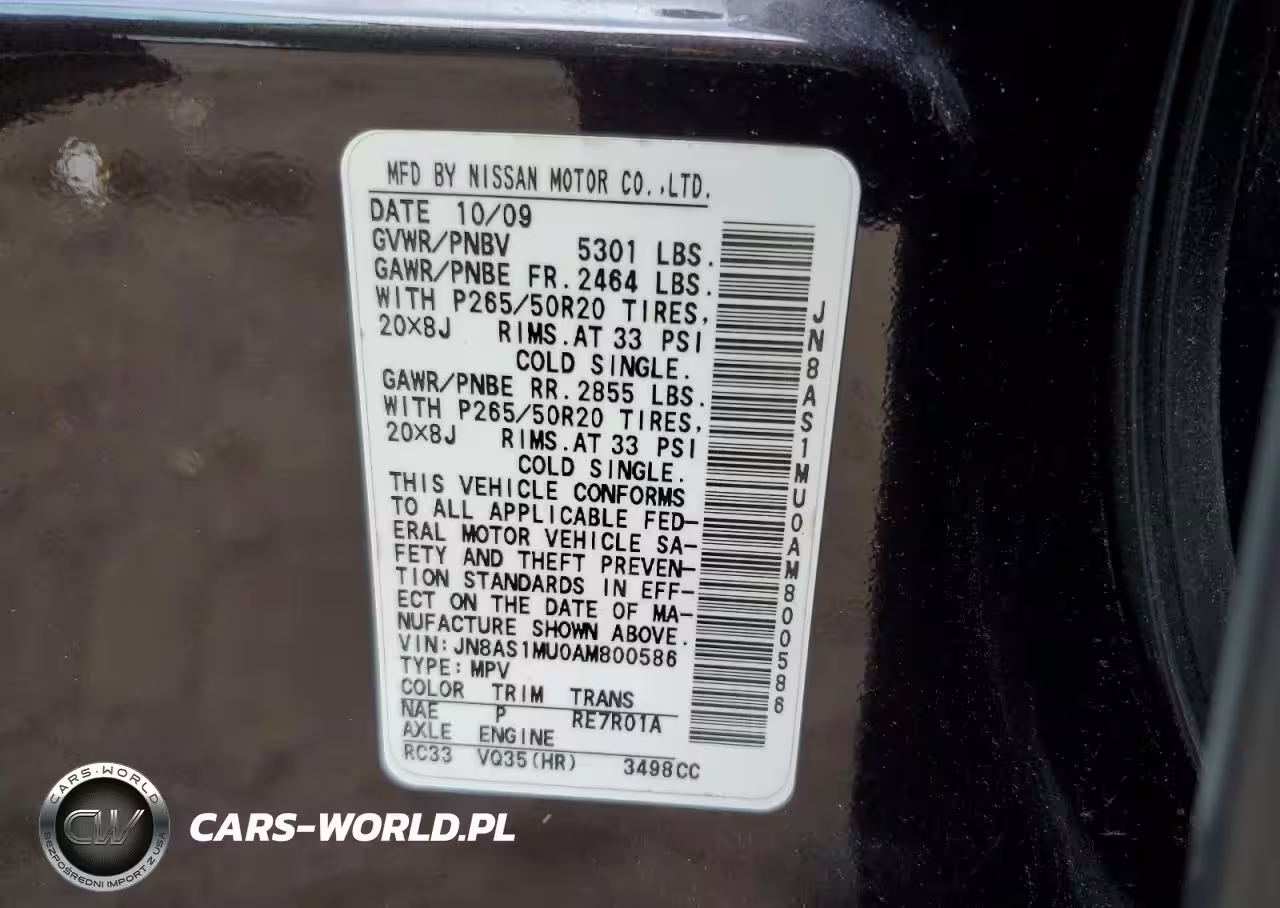 MFD BY NISSAN MOTOR CO.,LTD.
DATE 10/09
GVWR/PNBV 5301 LBS.
GAWR/PNBE FR.2464 LBS.
WITH P265/50R20 TIRES,
20×8J RIMS.AT 33 PSI
COLD SINGLE.
GAWR/PNBE RR.2855 LBS.
WITH P265/50R20 TIRES,
20×8J RIMS.AT 33 PSI
COLD SINGLE.
THIS VEHICLE CONFORMS
TO ALL APPLICABLE FED-
ERAL MOTOR VEHICLE SA-
FETY AND THEFT PREVEN-
TION STANDARDS IN EFF-
ECT ON THE DATE OF MA-
NUFACTURE SHOWN ABOVE.
VIN:JN8AS1MU0AM800586
TYPE:MPV
COLOR TRIM TRANS
NAE P RE7R01A
AXLE ENGINE
RC33 VQ35(HR) 3498CC
JN8AS1MU0AM800586
CARS-WORLD
CW
BEZPOŚREDNI IMPORT Z USA
CARS-WORLD.PL